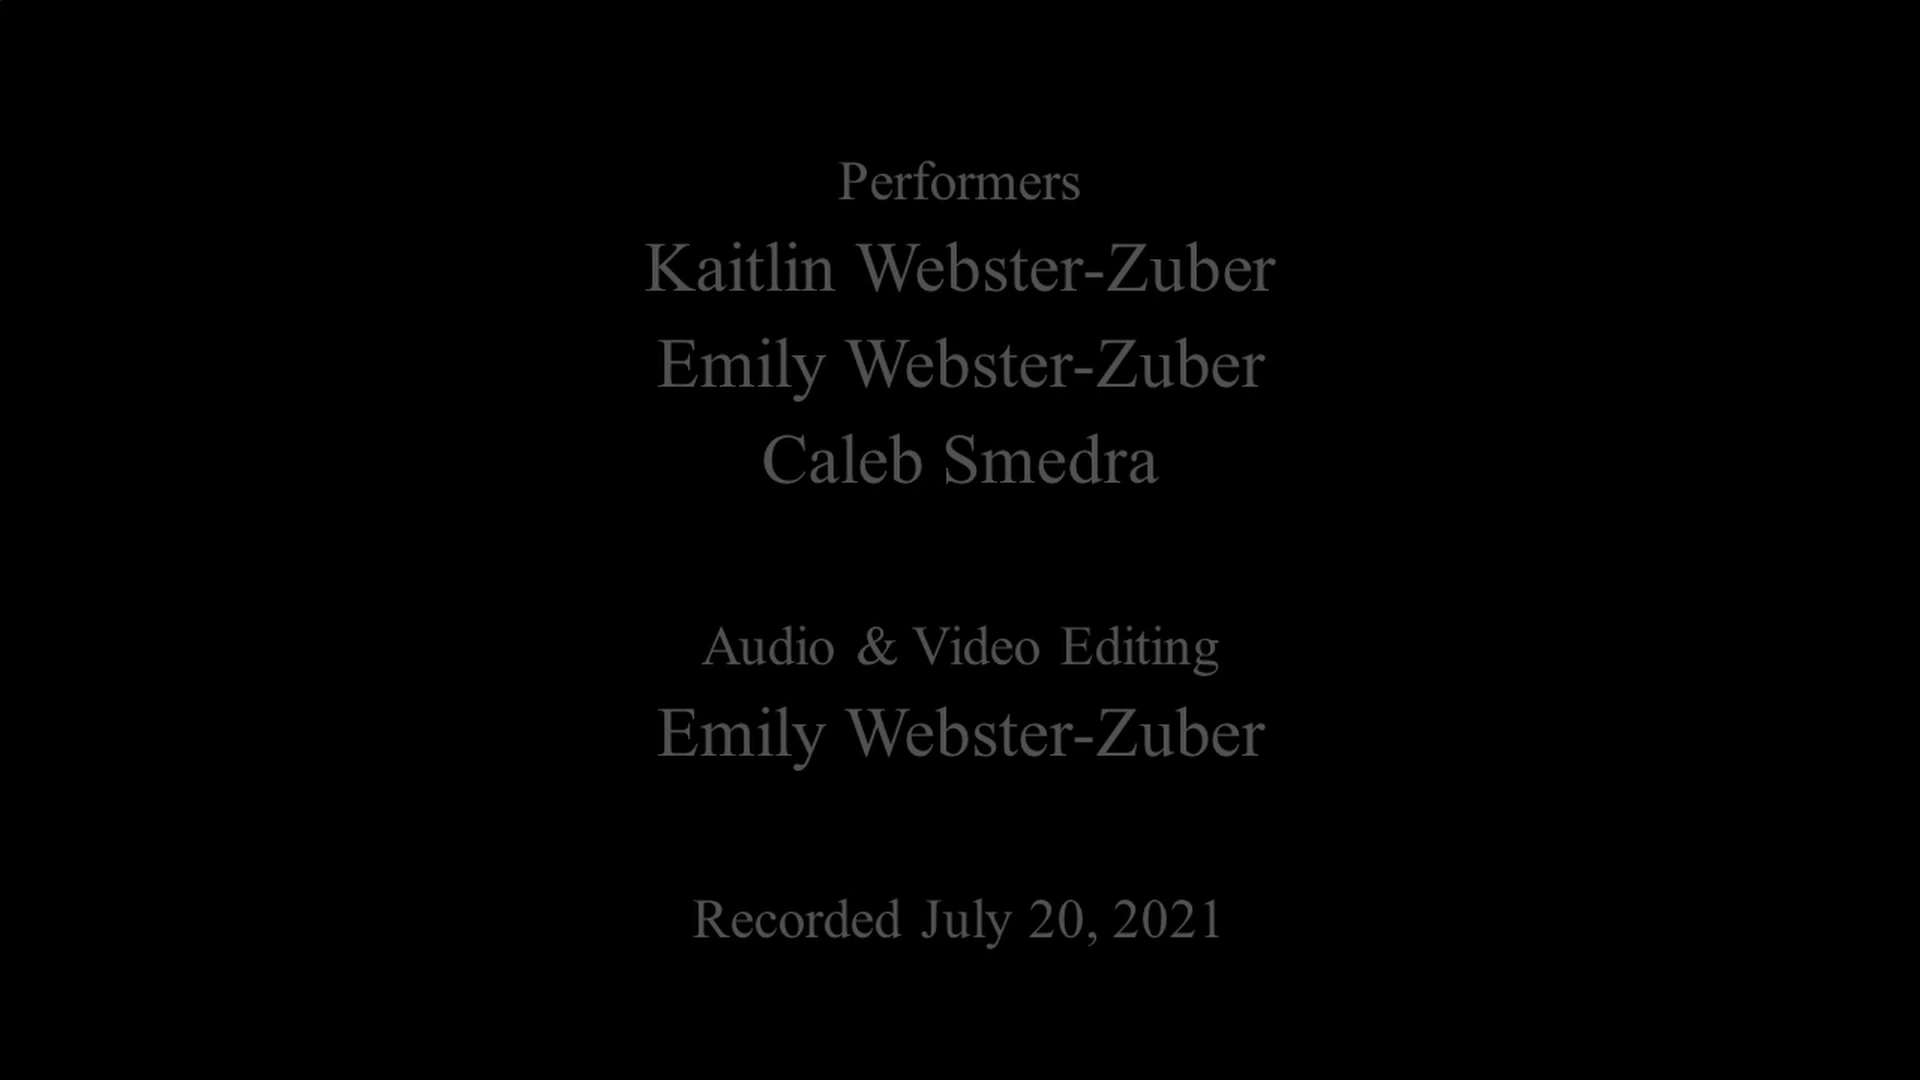 Performers
Kaitlin Webster-Zuber
Emily Webster-Zuber
Caleb Smedra
Audio & Video Editing
Emily Webster-Zuber
Recorded July 20, 2021